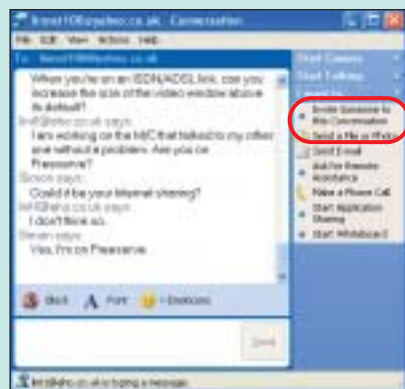 Conversation
File Edit View Actions Help
To:
When you're on an ISDN/ADSL link, can you
increase the size of the video window above
its default?
says:
I am working on the M/C that talked to my other
one without a problem. Are you on
Freeserve?
Simon says:
Could it be your Internet sharing?
says:
I don't think so.
says:
Yes, I'm on Freeserve.
Block Font Emoticons
Send
is typing a message.
Start Camera
Start Talking
Invite Someone to
this Conversation
Send a File or Photo
Send E-mail
Ask for Remote
Assistance
Make a Phone Call
Start Application
Sharing
Start Whiteboard